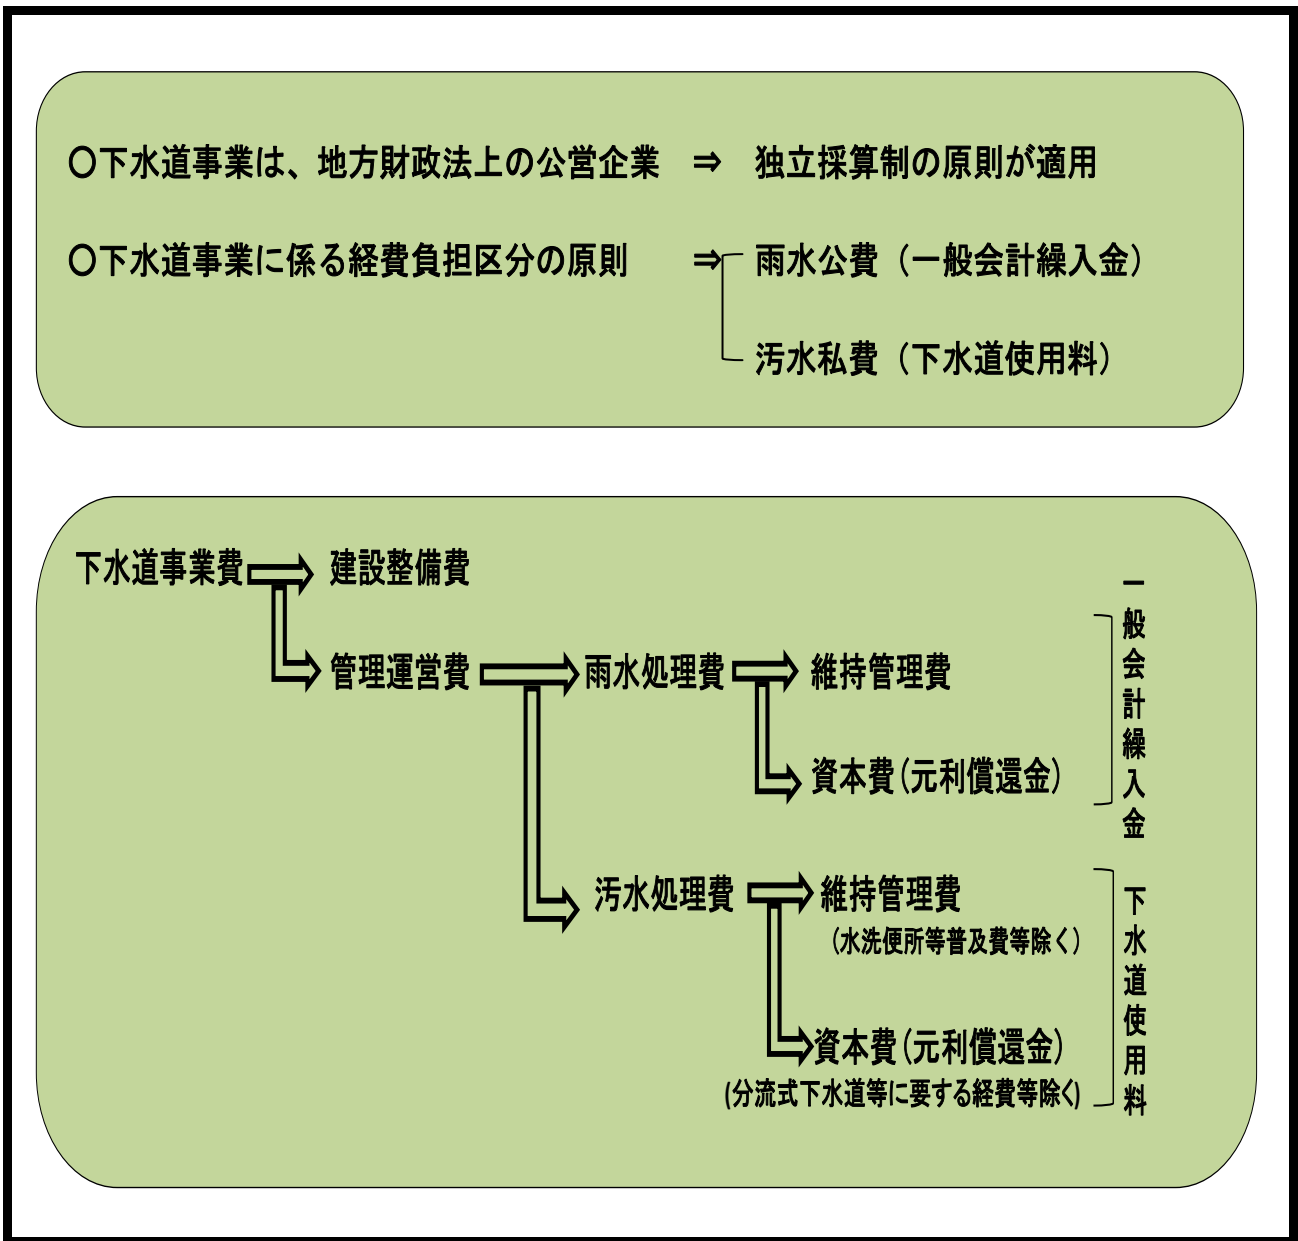 〇下水道事業は、地方財政法上の公営企業 ⇒ 独立採算制の原則が適用
〇下水道事業に係る経費負担区分の原則 ⇒ 雨水公費（一般会計繰入金）
汚水私費（下水道使用料）
下水道事業費 建設整備費
管理運営費 雨水処理費 維持管理費
資本費(元利償還金)
一般会計繰入金
汚水処理費 維持管理費
(水洗便所等普及費等除く)
資本費(元利償還金)
(分流式下水道等に要する経費等除く)
下水道使用料